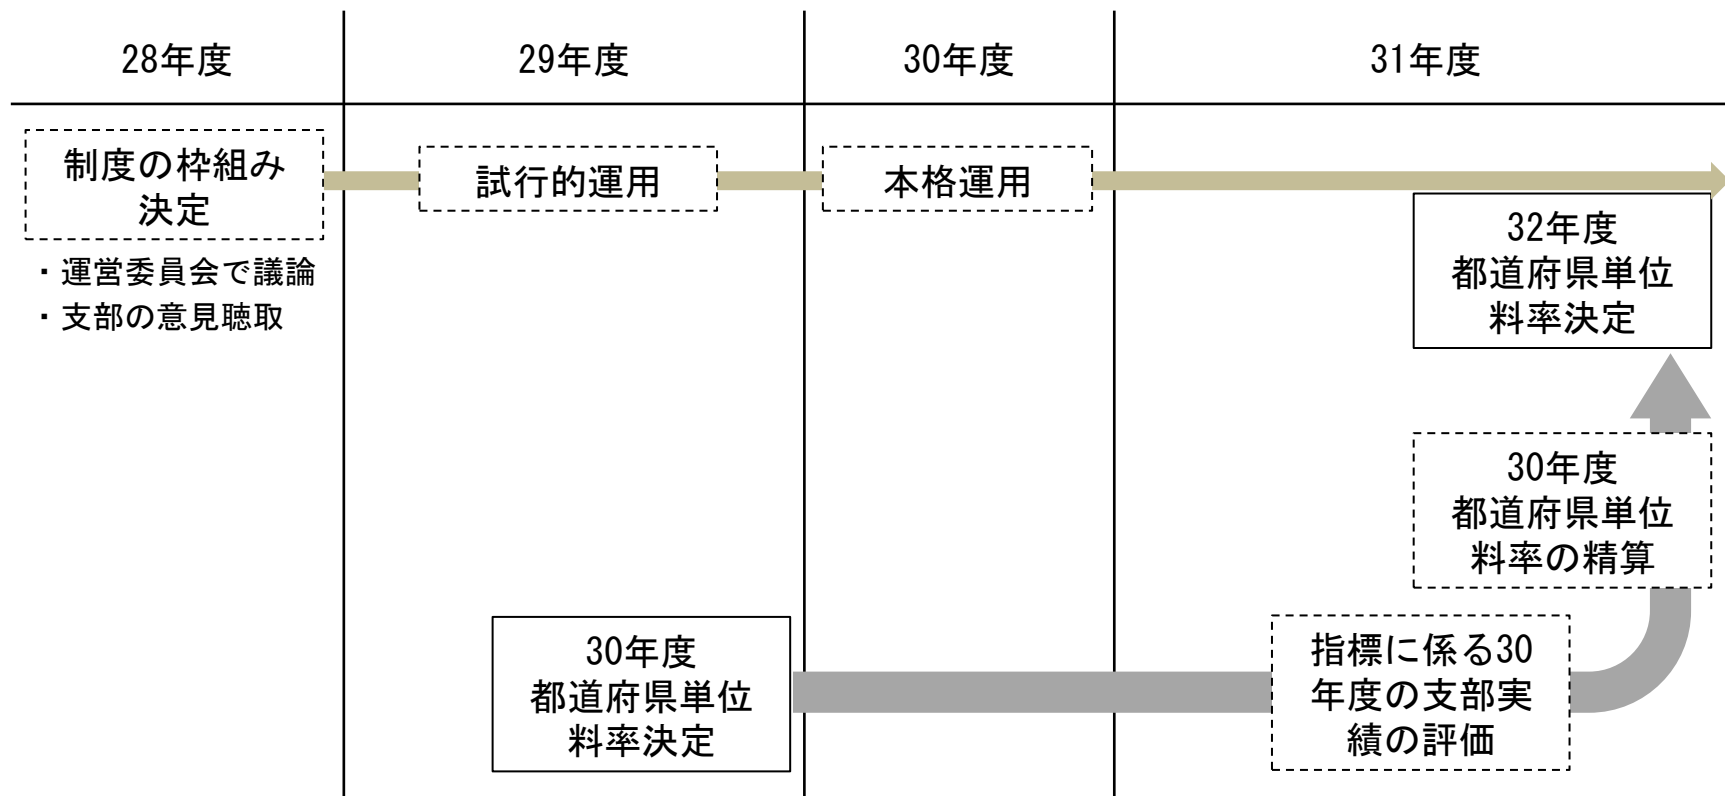 28年度
29年度
30年度
31年度
制度の枠組み
決定
試行的運用
本格運用
・運営委員会で議論
・支部の意見聴取
32年度
都道府県単位
料率決定
30年度
都道府県単位
料率の精算
30年度
都道府県単位
料率決定
指標に係る30
年度の支部実
績の評価